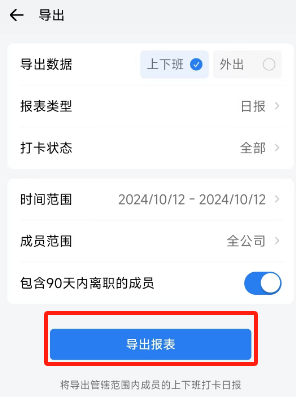 导出
导出数据 上下班 外出
报表类型 日报
打卡状态 全部
时间范围 2024/10/12 - 2024/10/12
成员范围 全公司
包含90天内离职的成员
导出报表
将导出管辖范围内成员的上下班打卡日报